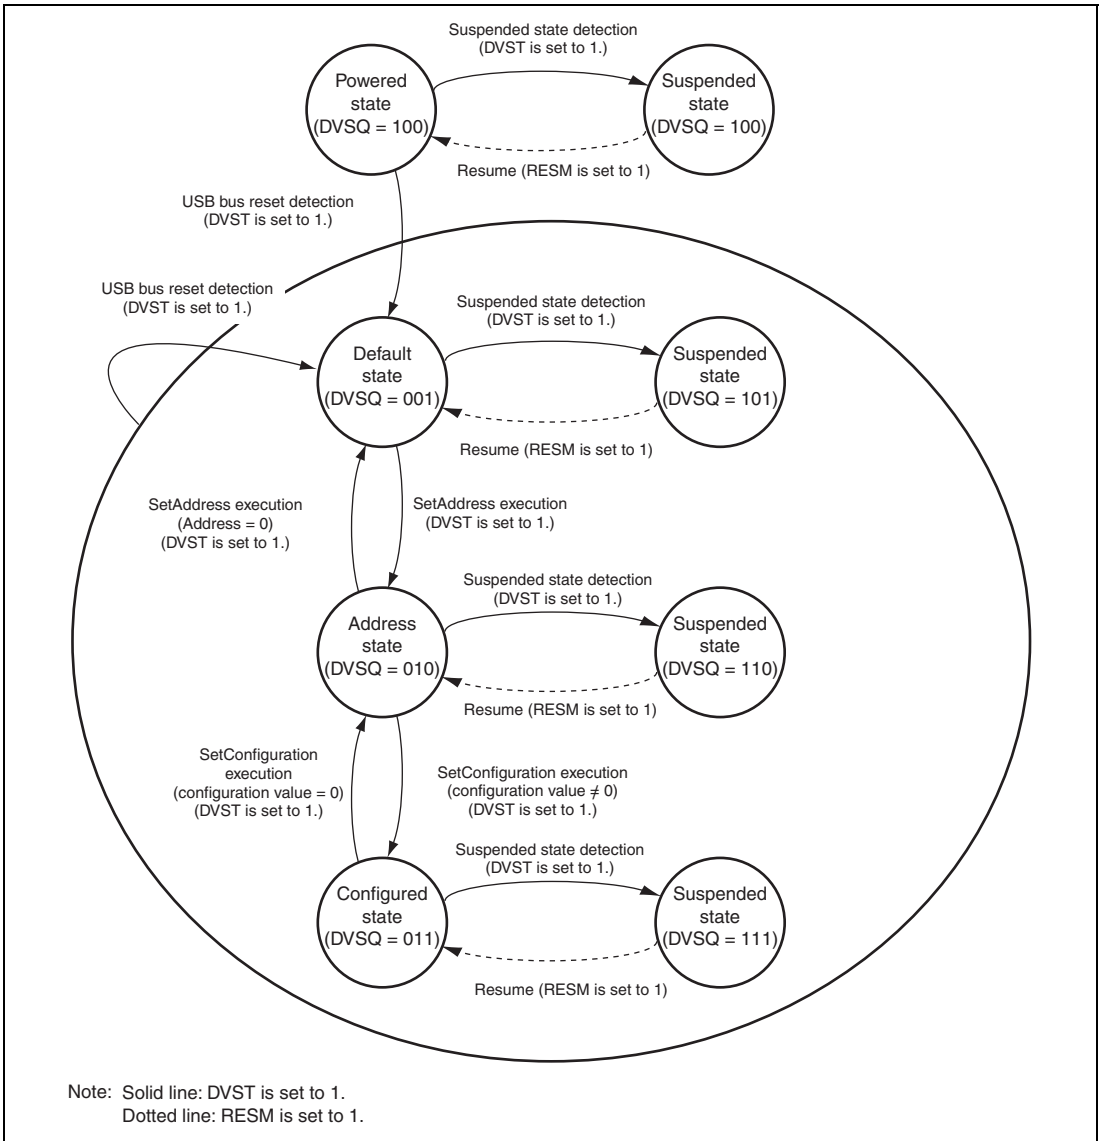 Suspended state detection
(DVST is set to 1.)
Powered
state
(DVSQ = 100)
Suspended
state
(DVSQ = 100)
Resume (RESM is set to 1)
USB bus reset detection
(DVST is set to 1.)
USB bus reset detection
(DVST is set to 1.)
Suspended state detection
(DVST is set to 1.)
Default
state
(DVSQ = 001)
Suspended
state
(DVSQ = 101)
Resume (RESM is set to 1)
SetAddress execution
(Address = 0)
(DVST is set to 1.)
SetAddress execution
(DVST is set to 1.)
Suspended state detection
(DVST is set to 1.)
Address
state
(DVSQ = 010)
Suspended
state
(DVSQ = 110)
Resume (RESM is set to 1)
SetConfiguration
execution
(configuration value = 0)
(DVST is set to 1.)
SetConfiguration execution
(configuration value ≠ 0)
(DVST is set to 1.)
Suspended state detection
(DVST is set to 1.)
Configured
state
(DVSQ = 011)
Suspended
state
(DVSQ = 111)
Resume (RESM is set to 1)
Note: Solid line: DVST is set to 1.
Dotted line: RESM is set to 1.